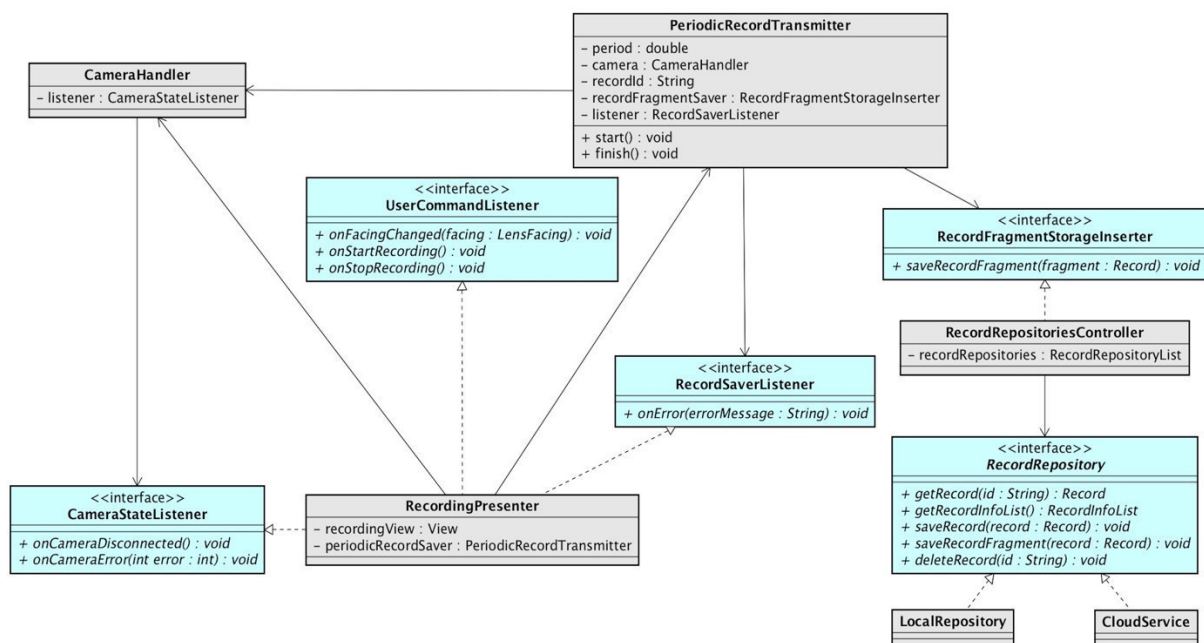 PeriodicRecordTransmitter
– period : double
– camera : CameraHandler
– recordId : String
– recordFragmentSaver : RecordFragmentStorageInserter
– listener : RecordSaverListener
+ start() : void
+ finish() : void
CameraHandler
– listener : CameraStateListener
<<interface>>
UserCommandListener
+ onFacingChanged(facing : LensFacing) : void
+ onStartRecording() : void
+ onStopRecording() : void
<<interface>>
RecordFragmentStorageInserter
+ saveRecordFragment(fragment : Record) : void
RecordRepositoriesController
– recordRepositories : RecordRepositoryList
<<interface>>
RecordSaverListener
+ onError(errorMessage : String) : void
<<interface>>
RecordRepository
+ getRecord(id : String) : Record
+ getRecordInfoList() : RecordInfoList
+ saveRecord(record : Record) : void
+ saveRecordFragment(record : Record) : void
+ deleteRecord(id : String) : void
<<interface>>
CameraStateListener
+ onCameraDisconnected() : void
+ onCameraError(int error : int) : void
RecordingPresenter
– recordingView : View
– periodicRecordSaver : PeriodicRecordTransmitter
LocalRepository
CloudService